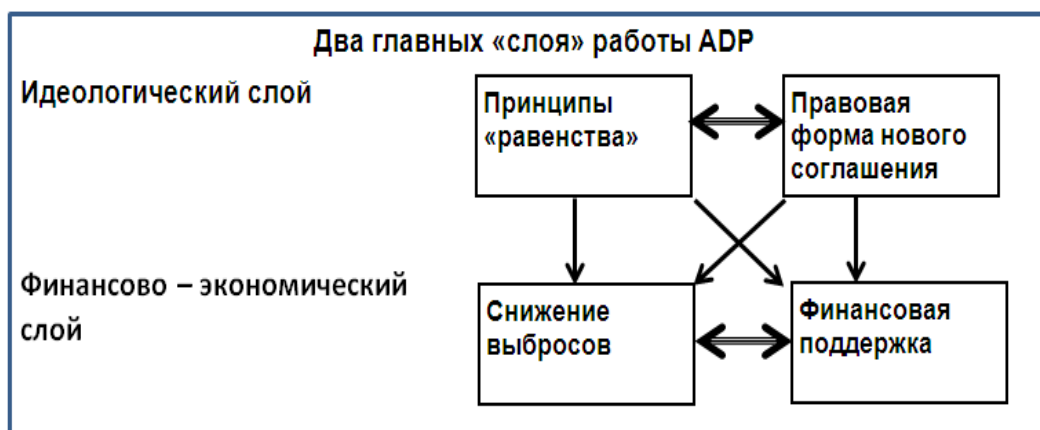 Два главных «слоя» работы ADP
Идеологический слой
Принципы
«равенства»
Правовая
форма нового
соглашения
Финансово – экономический
слой
Снижение
выбросов
Финансовая
поддержка